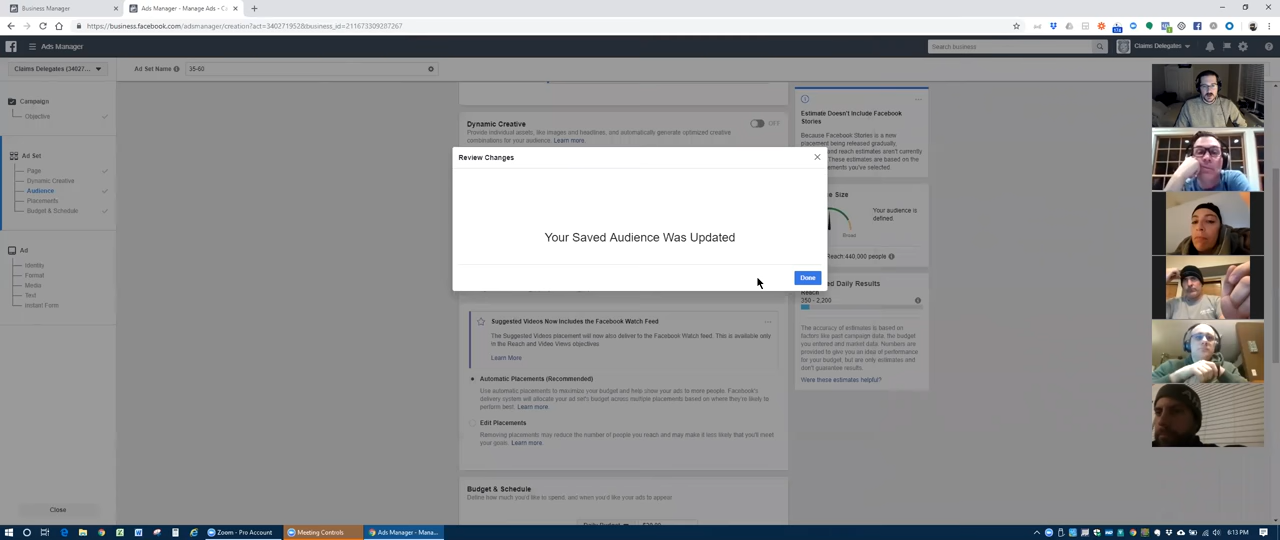 Business Manager
Ads Manager - Manage Ads - C
https://business.facebook.com/adsmanager/creation?act=34027195​28&business_id=211673309287267
Ads Manager
Search business
Claims Delegates
Claims Delegates (34027...
Ad Set Name
35-60
Campaign
Objective
Ad Set
Page
Dynamic Creative
Audience
Placements
Budget & Schedule
Ad
Identity
Format
Media
Text
Instant Form
Close
Dynamic Creative
OFF
Provide individual assets, like images and headlines, and automatically generate optimized creative
combinations for your audience. Learn more.
Review Changes
Your Saved Audience Was Updated
Done
Suggested Videos Now Includes the Facebook Watch Feed
The Suggested Videos placement will now also deliver to the Facebook Watch feed. This is available only
in the Reach and Video Views objectives.
Learn More
Automatic Placements (Recommended)
Use automatic placements to maximize your budget and help show your ads to more people. Facebook's
delivery system will allocate your ad set's budget across multiple placements based on where they're likely to
perform best. Learn more.
Edit Placements
Removing placements may reduce the number of people you reach and may make it less likely that you'll meet
your goals. Learn more.
Budget & Schedule
Define how much you'd like to spend, and when you'd like your ads to appear.
Daily Budget
Estimate Doesn't Include Facebook
Stories
Because Facebook Stories is a new
placement being released gradually,
and reach estimates aren't currently
These estimates are based on the
placements you've selected.
Size
Your audience is
defined.
Broad
Reach 440,000 people
Daily Results
Reach
350 - 2,200
The accuracy of estimates is based on
factors like past campaign data, the budget
you entered and market data. Numbers are
provided to give you an idea of performance
for your budget, but are only estimates and
don't guarantee results.
Were these estimates helpful?
Zoom - Pro Account
Meeting Controls
Ads Manager - Mana...
6:13 PM